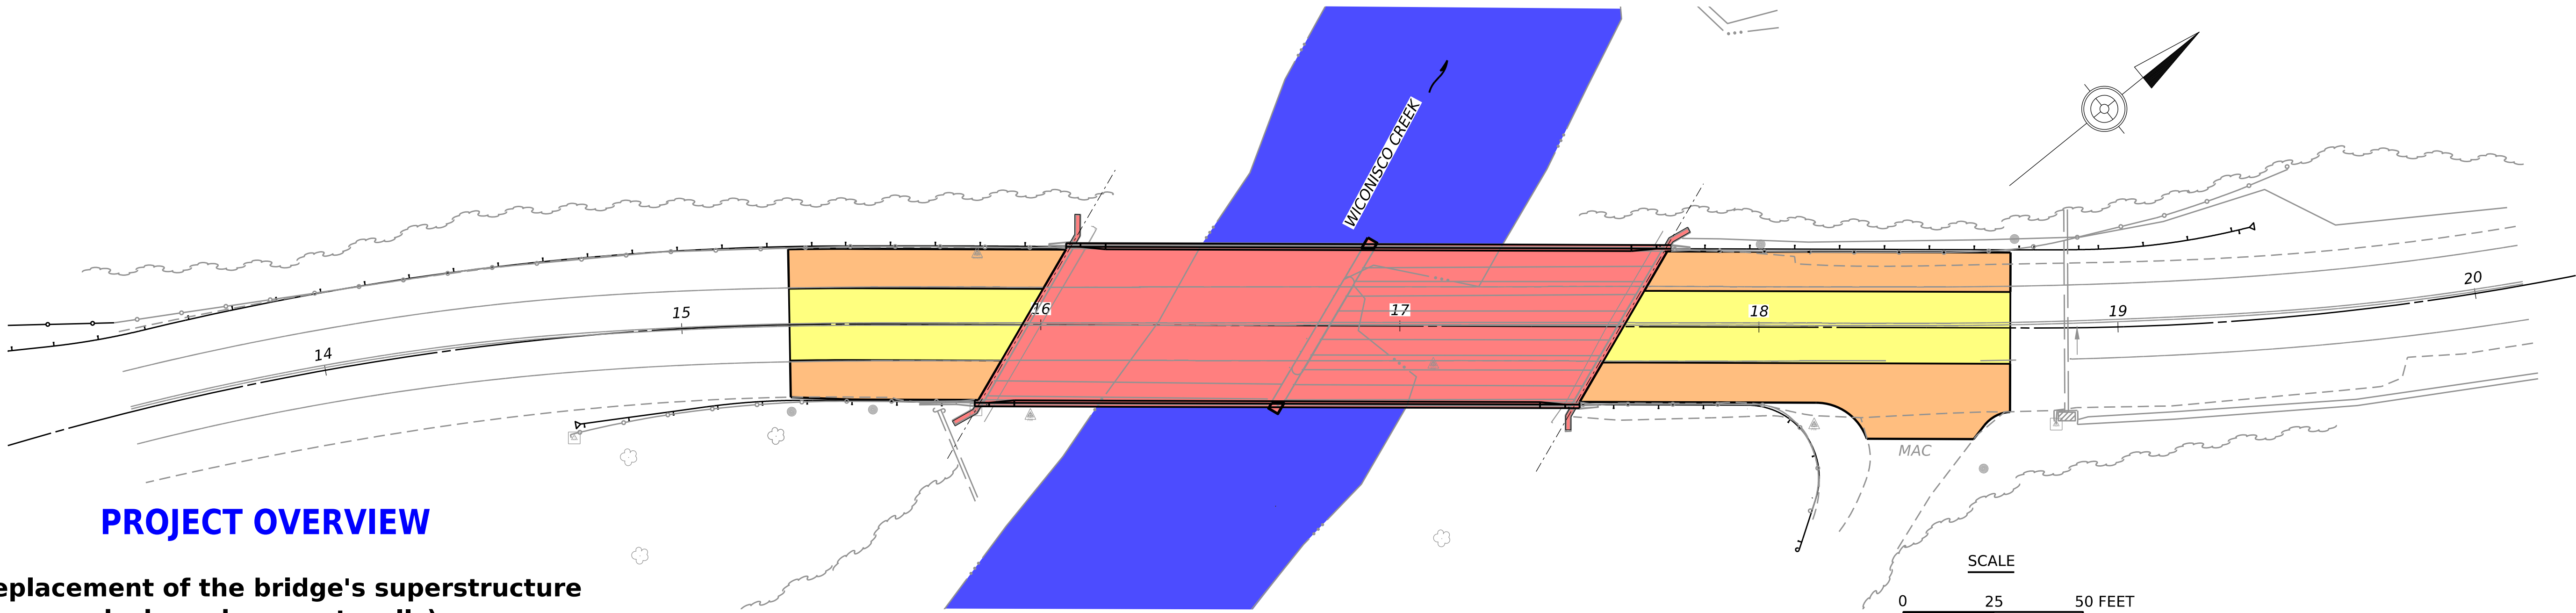 WICONISCO CREEK
14
15
16
17
18
19
20
MAC
PROJECT OVERVIEW
eplacement of the bridge's superstructure
SCALE
0 25 50 FEET